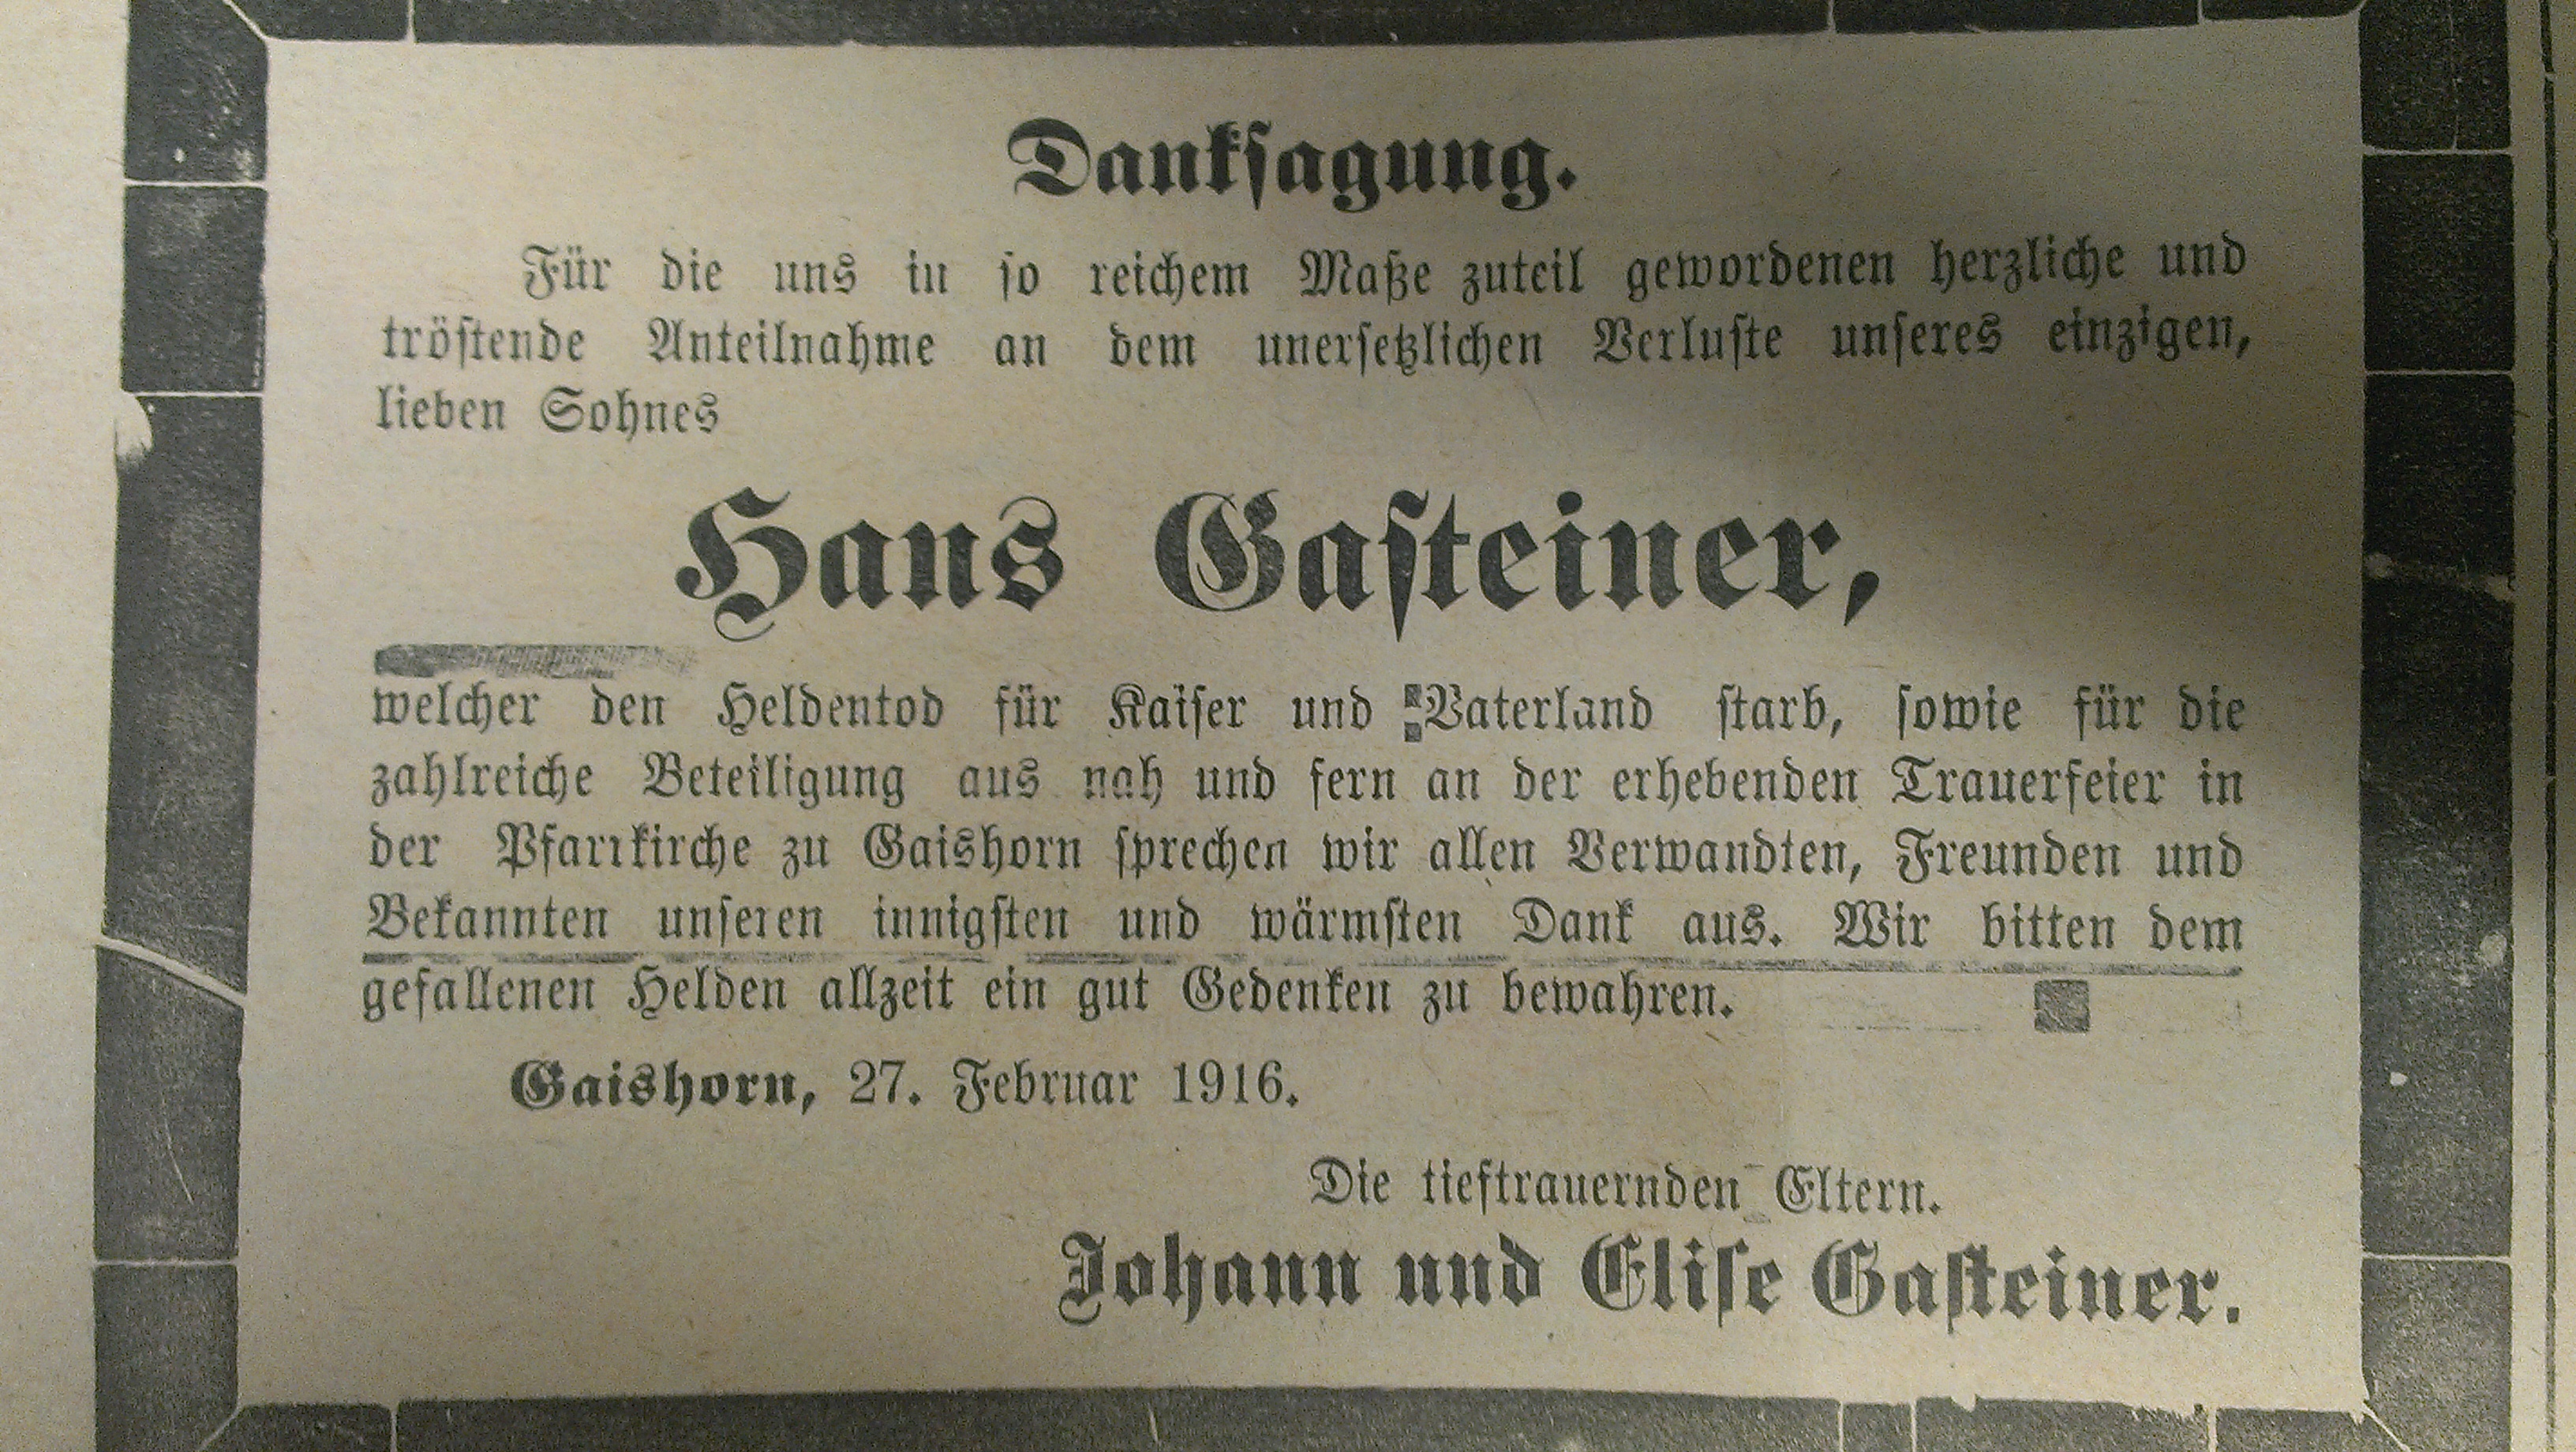 Danksagung.
Für die uns in so reichem Maße zuteil gewordenen herzliche und
tröstende Anteilnahme an dem unersetzlichen Verluste unseres einzigen,
lieben Sohnes
Hans Gasteiner,
welcher den Heldentod für Kaiser und Vaterland starb, sowie für die
zahlreiche Beteiligung aus nah und fern an der erhebenden Trauerfeier in
der Pfarrkirche zu Gaishorn sprechen wir allen Verwandten, Freunden und
Bekannten unseren innigsten und wärmsten Dank aus. Wir bitten dem
gefallenen Helden allzeit ein gut Gedenken zu bewahren.
Gaishorn, 27. Februar 1916.
Die tieftrauernden Eltern.
Johann und Elise Gasteiner.